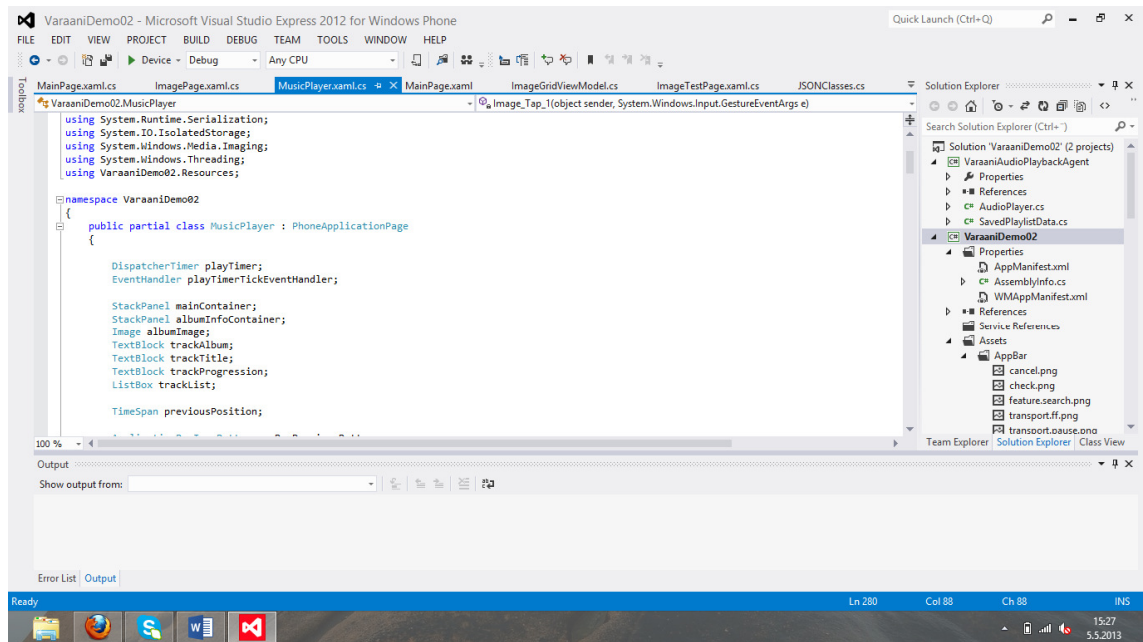 VaraaniDemo02 - Microsoft Visual Studio Express 2012 for Windows Phone
Quick Launch (Ctrl+Q)
FILE EDIT VIEW PROJECT BUILD DEBUG TEAM TOOLS WINDOW HELP
Device Debug Any CPU
Toolbox
MainPage.xaml.cs ImagePage.xaml.cs MusicPlayer.xaml.cs MainPage.xaml ImageGridViewModel.cs ImageTestPage.xaml.cs JSONClasses.cs
VaraaniDemo02.MusicPlayer Image_Tap_1(object sender, System.Windows.Input.GestureEventArgs e)
using System.Runtime.Serialization;
using System.IO.IsolatedStorage;
using System.Windows.Media.Imaging;
using System.Windows.Threading;
using VaraaniDemo02.Resources;
namespace VaraaniDemo02
{
public partial class MusicPlayer : PhoneApplicationPage
{
DispatcherTimer playTimer;
EventHandler playTimerTickEventHandler;
StackPanel mainContainer;
StackPanel albumInfoContainer;
Image albumImage;
TextBlock trackAlbum;
TextBlock trackTitle;
TextBlock trackProgression;
ListBox trackList;
TimeSpan previousPosition;
100 %
Solution Explorer
Search Solution Explorer (Ctrl+¨)
Solution 'VaraaniDemo02' (2 projects)
VaraaniAudioPlaybackAgent
Properties
References
C# AudioPlayer.cs
C# SavedPlaylistData.cs
VaraaniDemo02
Properties
AppManifest.xml
C# AssemblyInfo.cs
WMAppManifest.xml
References
Service References
Assets
AppBar
cancel.png
check.png
feature.search.png
transport.ff.png
transport.pause.png
Team Explorer Solution Explorer Class View
Output
Show output from:
Error List Output
Ready Ln 280 Col 88 Ch 88 INS
15:27
5.5.2013